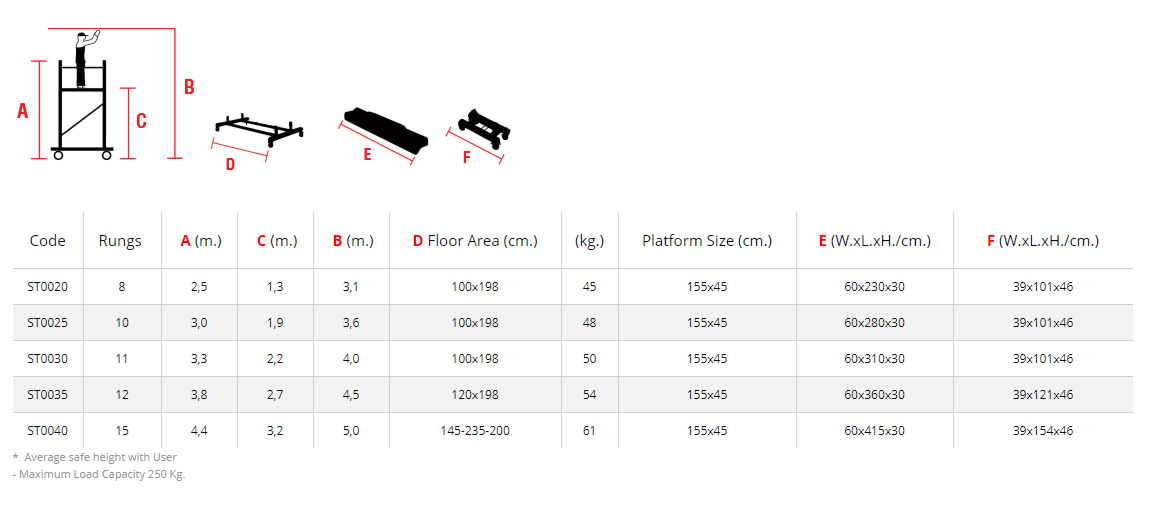 A
B
C
D
E
F
Code Rungs A (m.) C (m.) B (m.) D Floor Area (cm.) (kg.) Platform Size (cm.) E (W.xL.xH./cm.) F (W.xL.xH./cm.)
ST0020 8 2,5 1,3 3,1 100x198 45 155x45 60x230x30 39x101x46
ST0025 10 3,0 1,9 3,6 100x198 48 155x45 60x280x30 39x101x46
ST0030 11 3,3 2,2 4,0 100x198 50 155x45 60x310x30 39x101x46
ST0035 12 3,8 2,7 4,5 120x198 54 155x45 60x360x30 39x121x46
ST0040 15 4,4 3,2 5,0 145-235-200 61 155x45 60x415x30 39x154x46
* Average safe height with User
- Maximum Load Capacity 250 Kg.